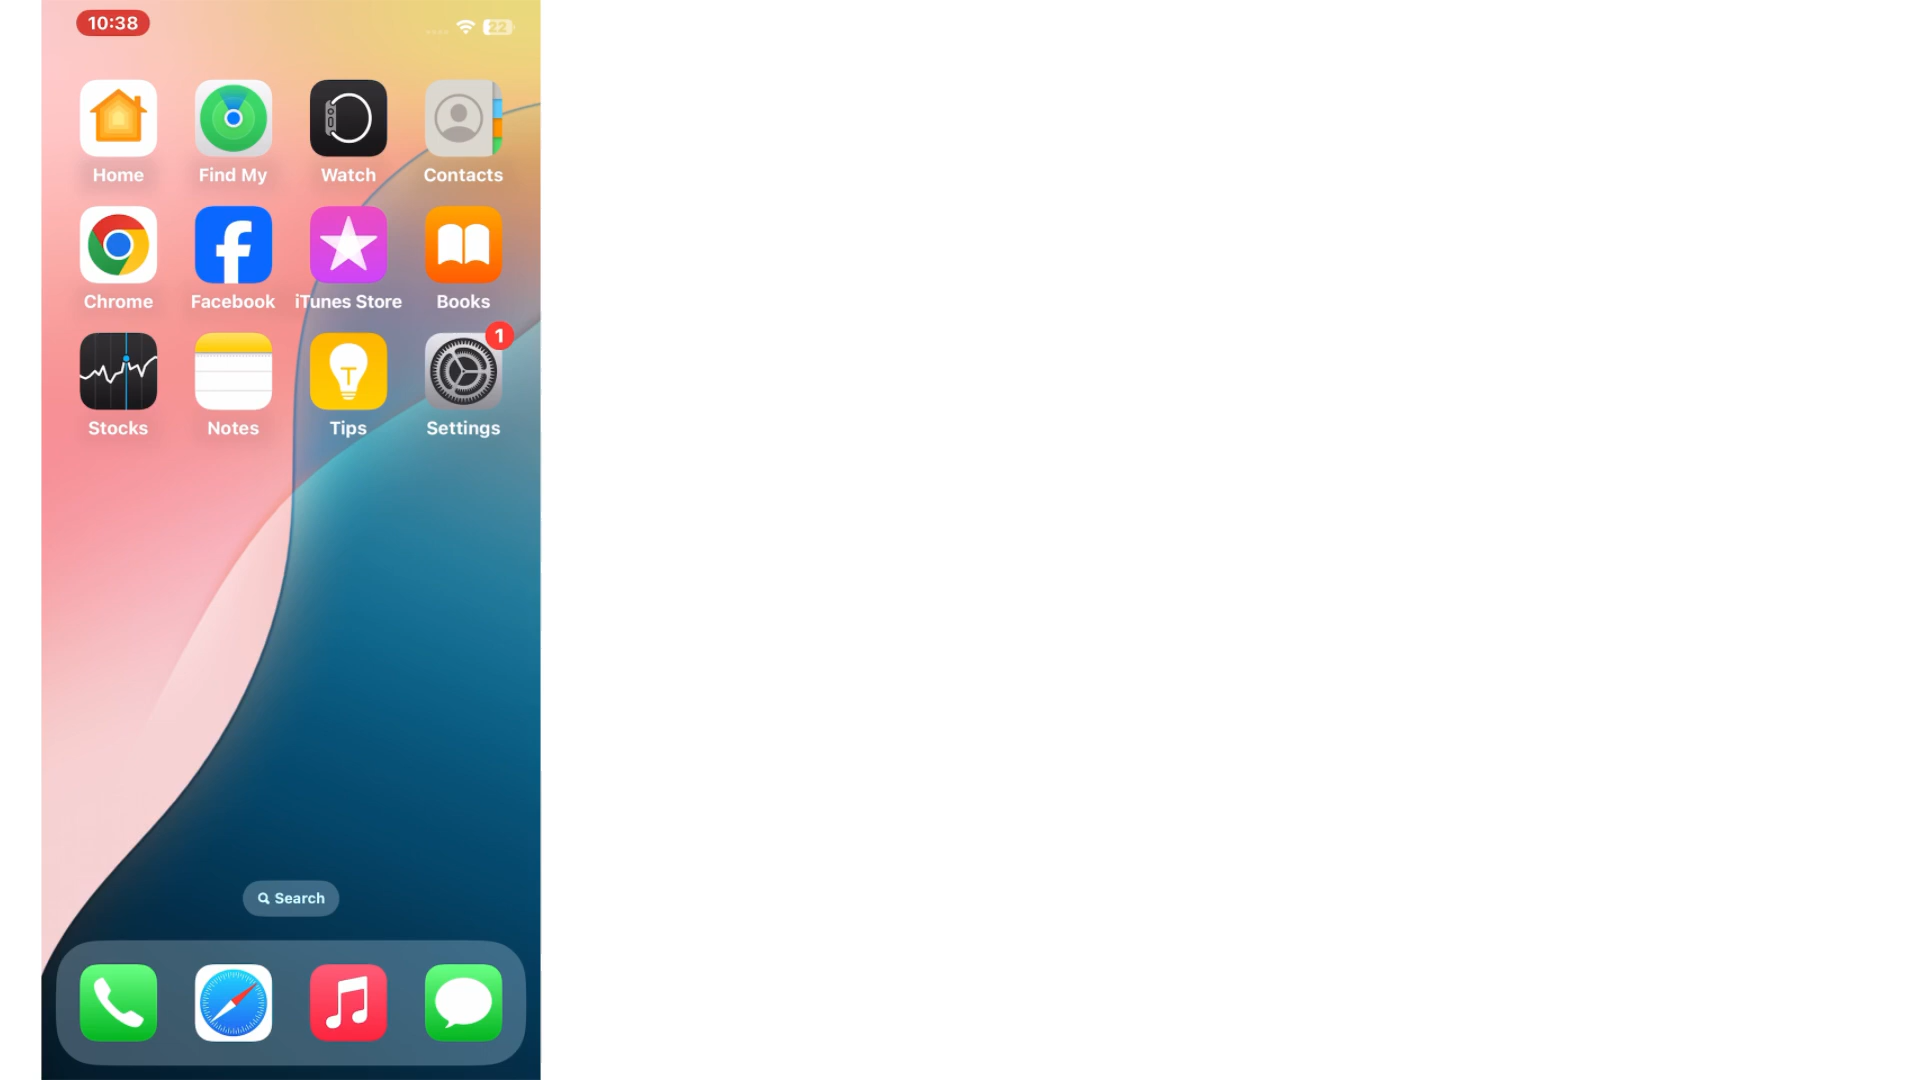 10:38
22
Home Find My Watch Contacts
Chrome Facebook iTunes Store Books
1
Stocks Notes Tips Settings
Search